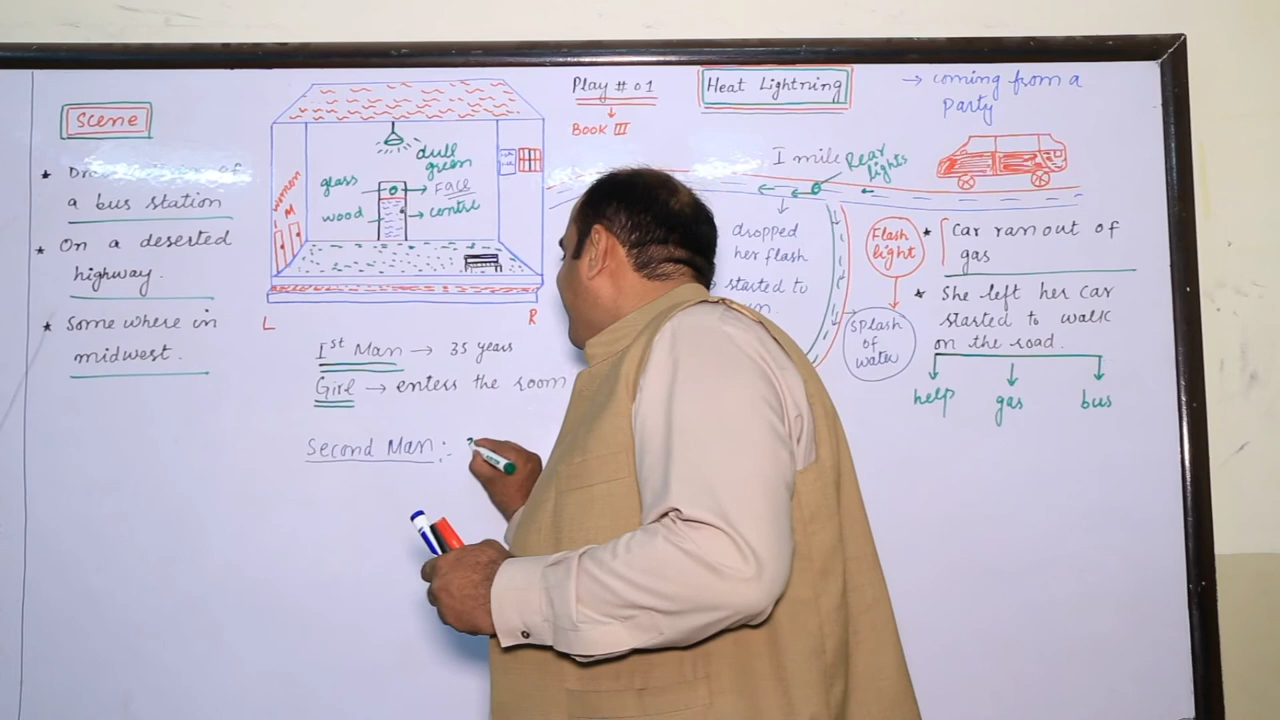 Scene
★ of
a bus station
★ On a deserted
highway.
★ Some where in
midwest.
women
M
glass
wood
dull
green
Face
centre
L
R
Ist Man → 35 years
Girl → enters the room
Second Man:-
Play # 01
Book III
Heat Lightning
→ coming from a
party
I mile
Rear
lights
dropped
her flash
started to
Flash
light
Splash
of
water
★ Car ran out of
gas
★ She left her car
started to walk
on the road.
help
gas
bus